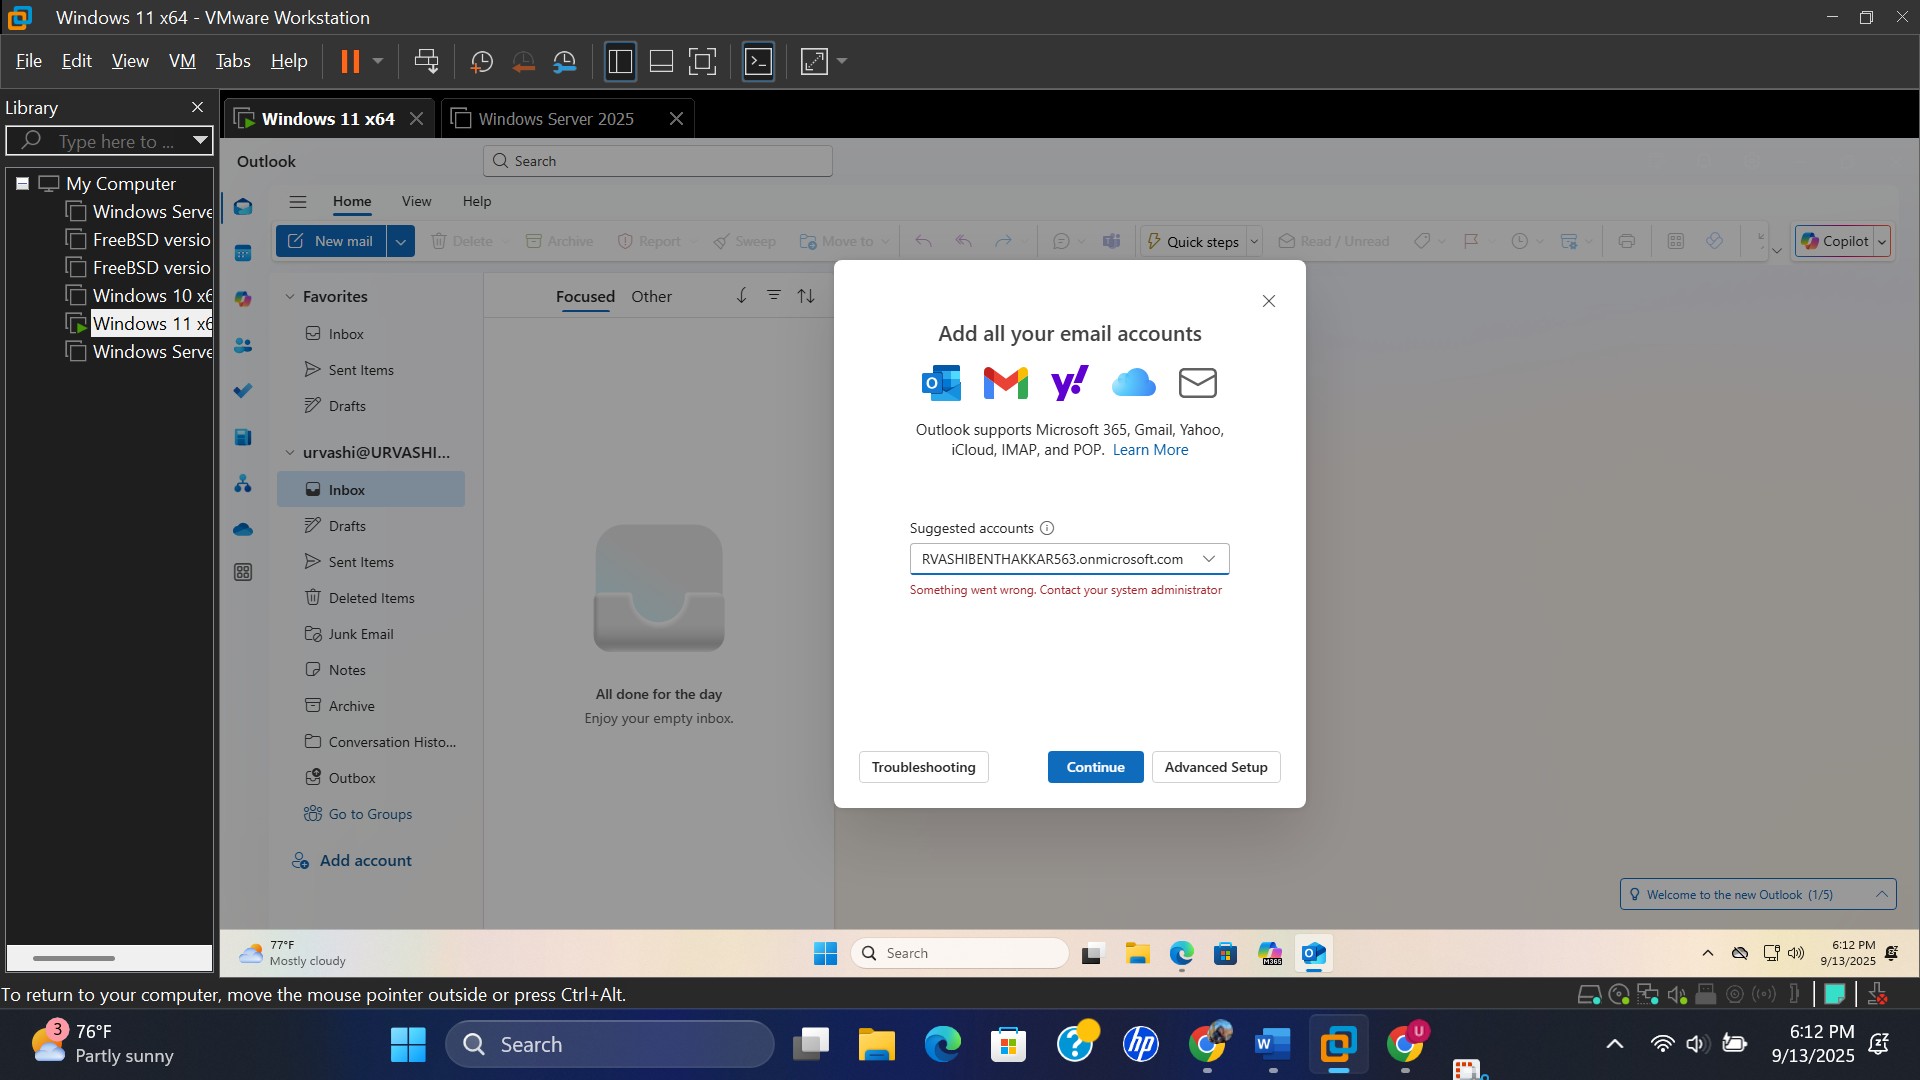 Windows 11 x64 - VMware Workstation
File Edit View VM Tabs Help
Library
Type here to ...
My Computer
Windows Serve
FreeBSD versio
FreeBSD versio
Windows 10 x6
Windows 11 x6
Windows Serve
Windows 11 x64
Windows Server 2025
Outlook
Search
Home View Help
New mail Delete Archive Report Sweep Move to Quick steps Read / Unread Copilot
Favorites
Inbox
Sent Items
Drafts
urvashi@URVASHI...
Inbox
Drafts
Sent Items
Deleted Items
Junk Email
Notes
Archive
Conversation Histo...
Outbox
Go to Groups
Add account
Focused Other
All done for the day
Enjoy your empty inbox.
Add all your email accounts
Outlook supports Microsoft 365, Gmail, Yahoo,
iCloud, IMAP, and POP. Learn More
Suggested accounts
RVASHIBENTHAKKAR563.onmicrosoft.com
Something went wrong. Contact your system administrator
Troubleshooting Continue Advanced Setup
Welcome to the new Outlook (1/5)
77°F
Mostly cloudy
Search
M365
6:12 PM
9/13/2025
To return to your computer, move the mouse pointer outside or press Ctrl+Alt.
3
76°F
Partly sunny
Search
U
6:12 PM
9/13/2025